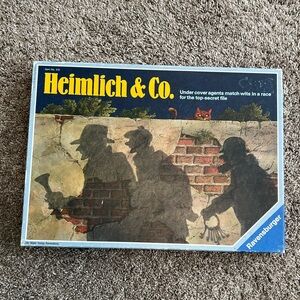 Heimlich & Co.
Under cover agents match wits in a race
for the top-secret file
Ravensburger